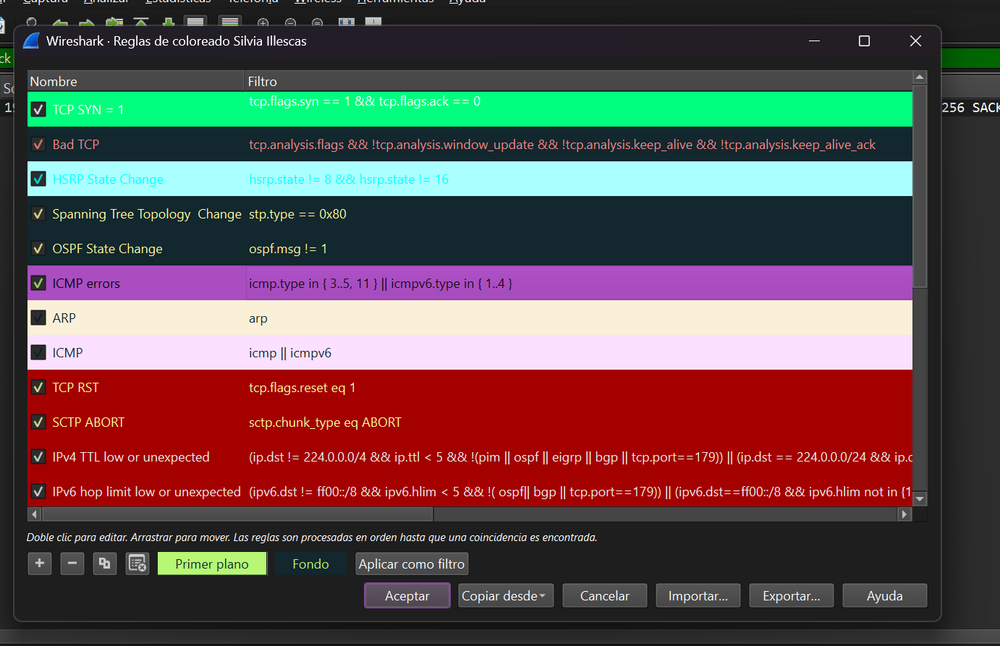 Captura Analizar Estadísticas Telefonía Wireless Herramientas Ayuda
Wireshark · Reglas de coloreado Silvia Illescas
Nombre Filtro
TCP SYN = 1 tcp.flags.syn == 1 && tcp.flags.ack == 0
256 SACK
Bad TCP tcp.analysis.flags && !tcp.analysis.window_update && !tcp.analysis.keep_alive && !tcp.analysis.keep_alive_ack
HSRP State Change hsrp.state != 8 && hsrp.state != 16
Spanning Tree Topology  Change stp.type == 0x80
OSPF State Change ospf.msg != 1
ICMP errors icmp.type in { 3..5, 11 } || icmpv6.type in { 1..4 }
ARP arp
ICMP icmp || icmpv6
TCP RST tcp.flags.reset eq 1
SCTP ABORT sctp.chunk_type eq ABORT
IPv4 TTL low or unexpected (ip.dst != 224.0.0.0/4 && ip.ttl < 5 && !(pim || ospf || eigrp || bgp || tcp.port==179)) || (ip.dst == 224.0.0.0/24 && ip.
IPv6 hop limit low or unexpected (ipv6.dst != ff00::/8 && ipv6.hlim < 5 && !( ospf|| bgp || tcp.port==179)) || (ipv6.dst==ff00::/8 && ipv6.hlim not in {1
Doble clic para editar. Arrastrar para mover. Las reglas son procesadas en orden hasta que una coincidencia es encontrada.
Primer plano Fondo Aplicar como filtro
Aceptar Copiar desde Cancelar Importar... Exportar... Ayuda